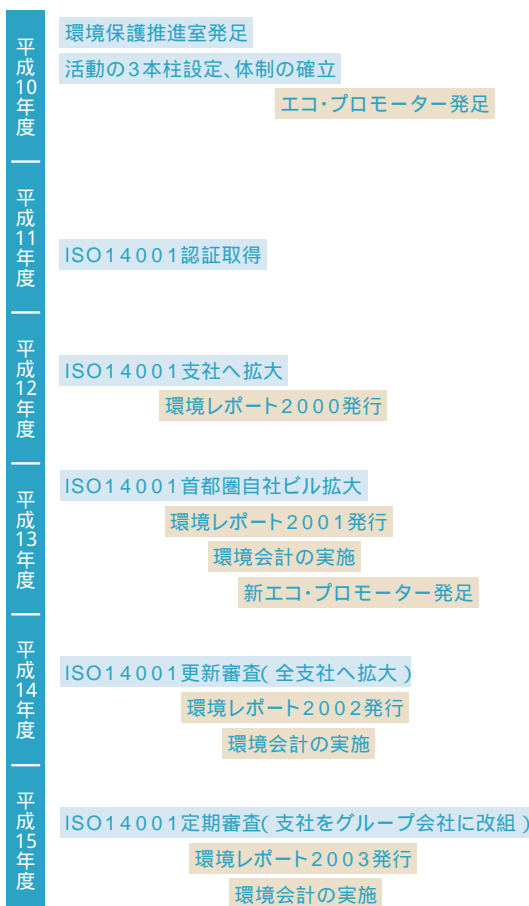 平成10年度
環境保護推進室発足
活動の3本柱設定、体制の確立
エコ・プロモーター発足
平成11年度
ISO14001認証取得
平成12年度
ISO14001支社へ拡大
環境レポート2000発行
平成13年度
ISO14001首都圏自社ビル拡大
環境レポート2001発行
環境会計の実施
新エコ・プロモーター発足
平成14年度
ISO14001更新審査(全支社へ拡大)
環境レポート2002発行
環境会計の実施
平成15年度
ISO14001定期審査(支社をグループ会社に改組)
環境レポート2003発行
環境会計の実施